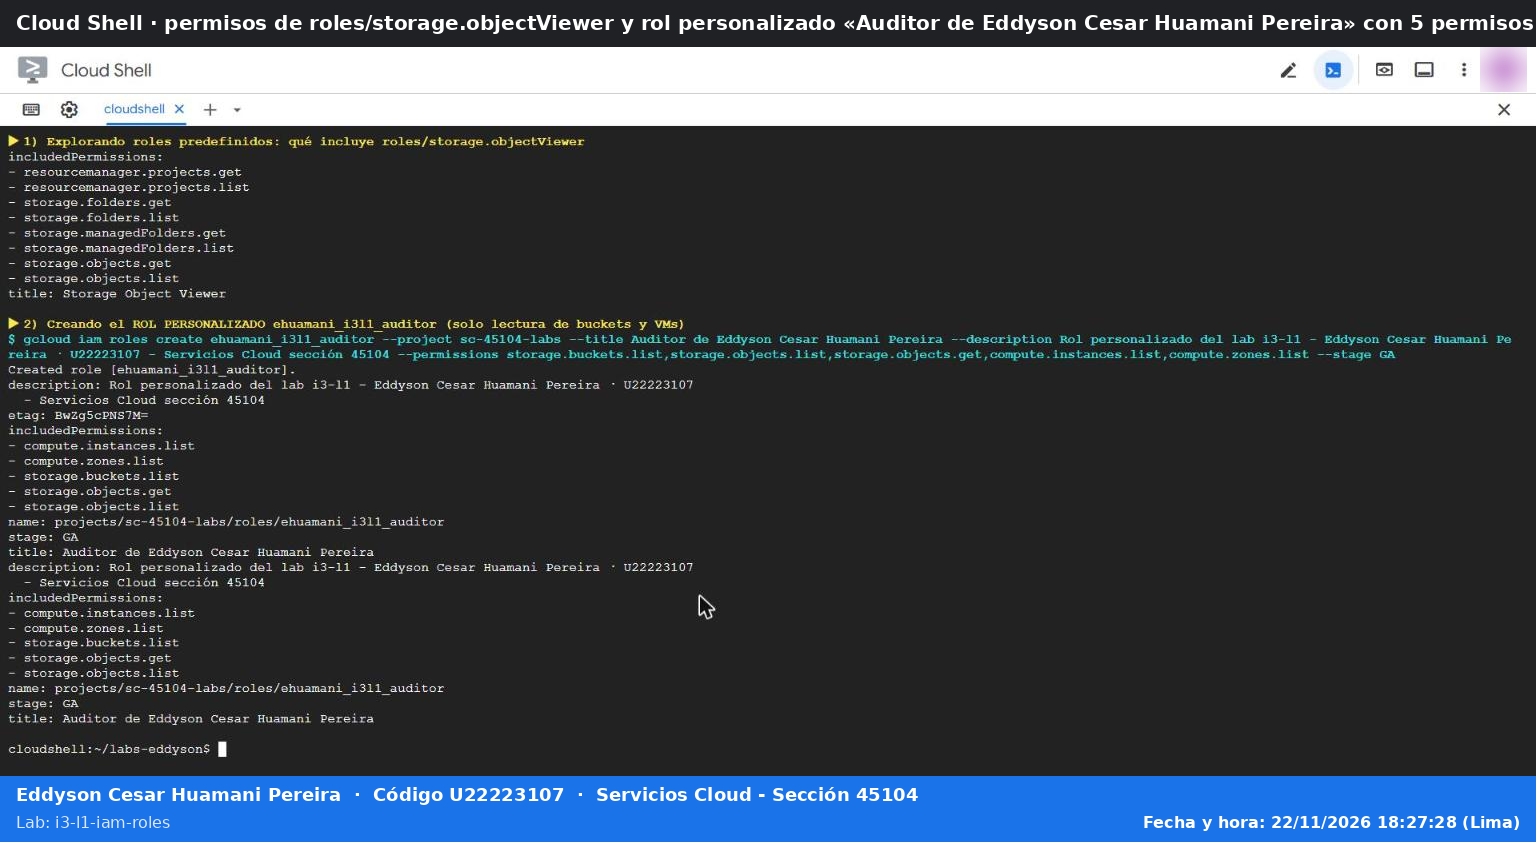 Cloud Shell · permisos de roles/storage.objectViewer y rol personalizado «Auditor de Eddyson Cesar Huamani Pereira» con 5 permisos
Cloud Shell
cloudshell
▶ 1) Explorando roles predefinidos: qué incluye roles/storage.objectViewer
includedPermissions:
- resourcemanager.projects.get
- resourcemanager.projects.list
- storage.folders.get
- storage.folders.list
- storage.managedFolders.get
- storage.managedFolders.list
- storage.objects.get
- storage.objects.list
title: Storage Object Viewer
▶ 2) Creando el ROL PERSONALIZADO ehuamani_i3l1_auditor (solo lectura de buckets y VMs)
$ gcloud iam roles create ehuamani_i3l1_auditor --project sc-45104-labs --title Auditor de Eddyson Cesar Huamani Pereira --description Rol personalizado del lab i3-l1 - Eddyson Cesar Huamani Pe
reira · U22223107 - Servicios Cloud sección 45104 --permissions storage.buckets.list,storage.objects.list,storage.objects.get,compute.instances.list,compute.zones.list --stage GA
Created role [ehuamani_i3l1_auditor].
description: Rol personalizado del lab i3-l1 - Eddyson Cesar Huamani Pereira · U22223107
  - Servicios Cloud sección 45104
etag: BwZg5cPNS7M=
includedPermissions:
- compute.instances.list
- compute.zones.list
- storage.buckets.list
- storage.objects.get
- storage.objects.list
name: projects/sc-45104-labs/roles/ehuamani_i3l1_auditor
stage: GA
title: Auditor de Eddyson Cesar Huamani Pereira
description: Rol personalizado del lab i3-l1 - Eddyson Cesar Huamani Pereira · U22223107
  - Servicios Cloud sección 45104
includedPermissions:
- compute.instances.list
- compute.zones.list
- storage.buckets.list
- storage.objects.get
- storage.objects.list
name: projects/sc-45104-labs/roles/ehuamani_i3l1_auditor
stage: GA
title: Auditor de Eddyson Cesar Huamani Pereira
cloudshell:~/labs-eddyson$
Eddyson Cesar Huamani Pereira · Código U22223107 · Servicios Cloud - Sección 45104
Lab: i3-l1-iam-roles
Fecha y hora: 22/11/2026 18:27:28 (Lima)